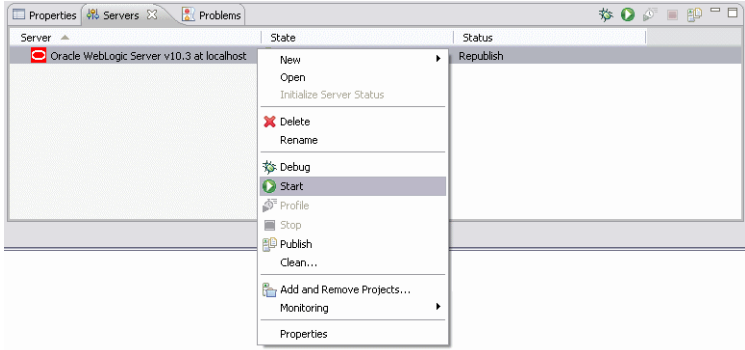 Properties Servers Problems
Server State Status
Oracle WebLogic Server v10.3 at localhost Republish
New
Open
Initialize Server Status
Delete
Rename
Debug
Start
Profile
Stop
Publish
Clean...
Add and Remove Projects...
Monitoring
Properties